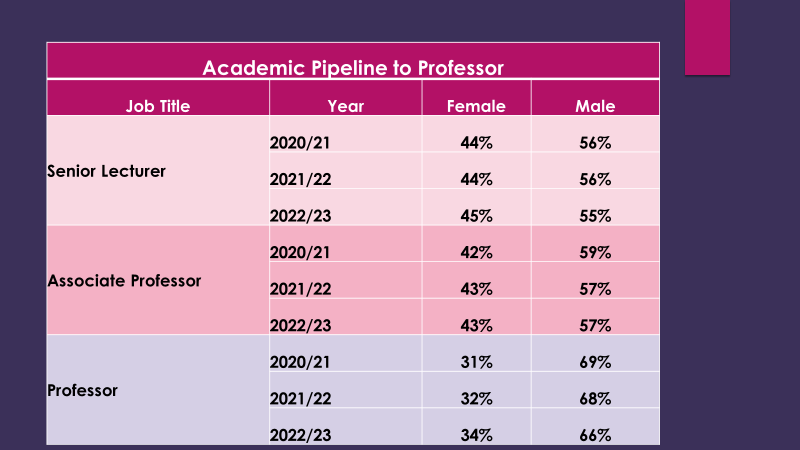 Academic Pipeline to Professor
Job Title Year Female Male
Senior Lecturer
2020/21 44% 56%
2021/22 44% 56%
2022/23 45% 55%
Associate Professor
2020/21 42% 59%
2021/22 43% 57%
2022/23 43% 57%
Professor
2020/21 31% 69%
2021/22 32% 68%
2022/23 34% 66%